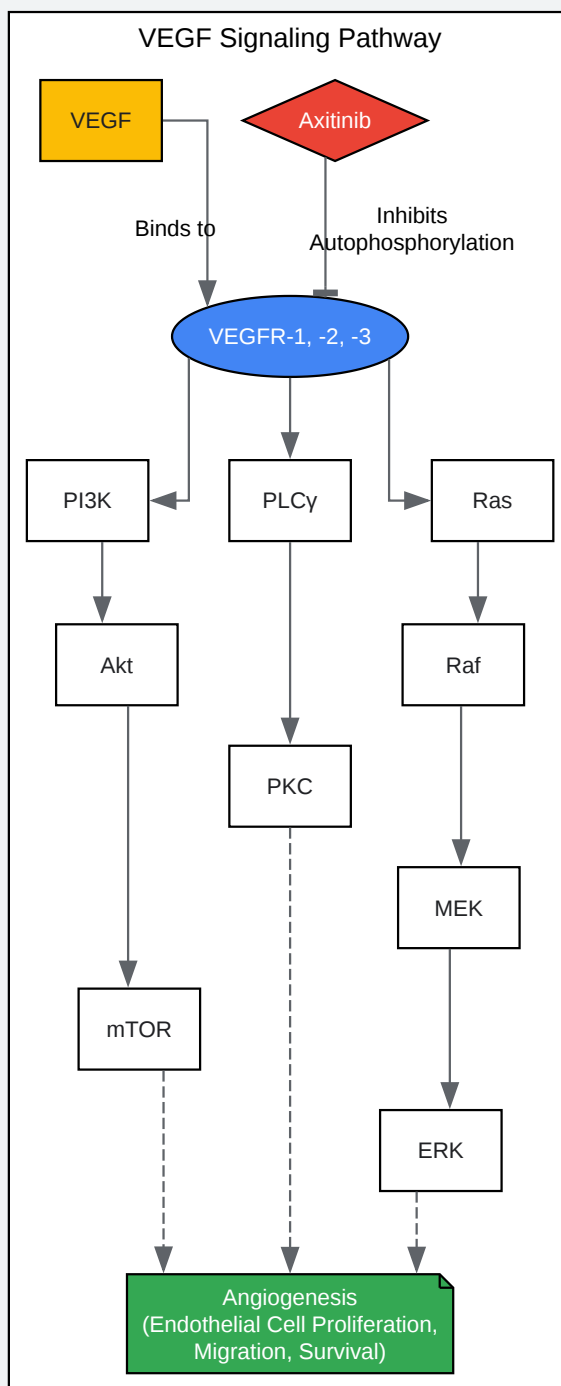 VEGF Signaling Pathway
VEGF
Axitinib
Binds to
Inhibits
Autophosphorylation
VEGFR-1, -2, -3
PI3K
PLCγ
Ras
Akt
Raf
PKC
MEK
mTOR
ERK
Angiogenesis
(Endothelial Cell Proliferation,
Migration, Survival)